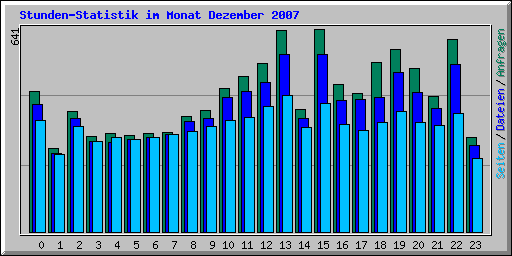 Stunden-Statistik im Monat Dezember 2007
641
Seiten / Dateien / Anfragen
0 1 2 3 4 5 6 7 8 9 10 11 12 13 14 15 16 17 18 19 20 21 22 23